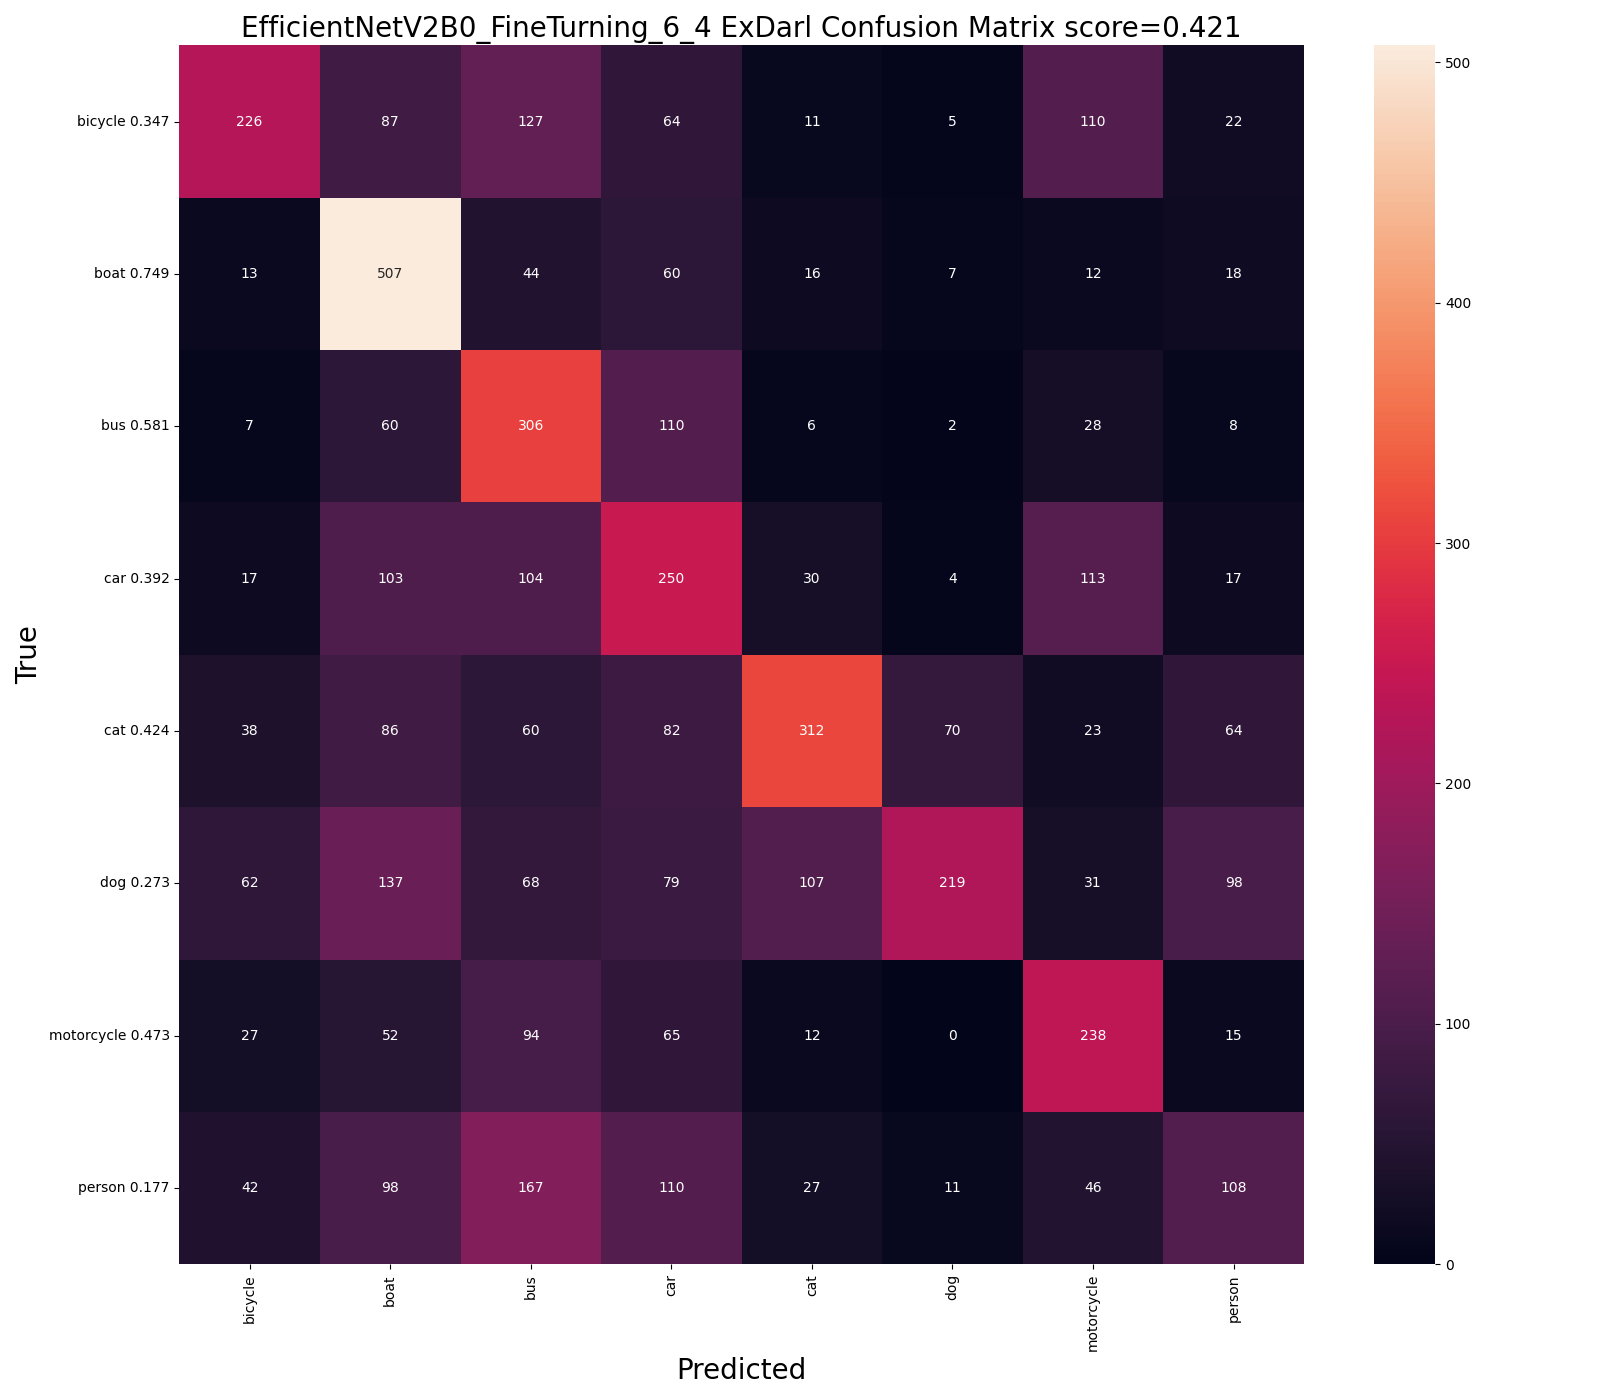 EfficientNetV2B0_FineTurning_6_4 ExDarl Confusion Matrix score=0.421
True
bicycle 0.347 226 87 127 64 11 5 110 22
boat 0.749 13 507 44 60 16 7 12 18
bus 0.581 7 60 306 110 6 2 28 8
car 0.392 17 103 104 250 30 4 113 17
cat 0.424 38 86 60 82 312 70 23 64
dog 0.273 62 137 68 79 107 219 31 98
motorcycle 0.473 27 52 94 65 12 0 238 15
person 0.177 42 98 167 110 27 11 46 108
bicycle boat bus car cat dog motorcycle person
Predicted
500
400
300
200
100
0